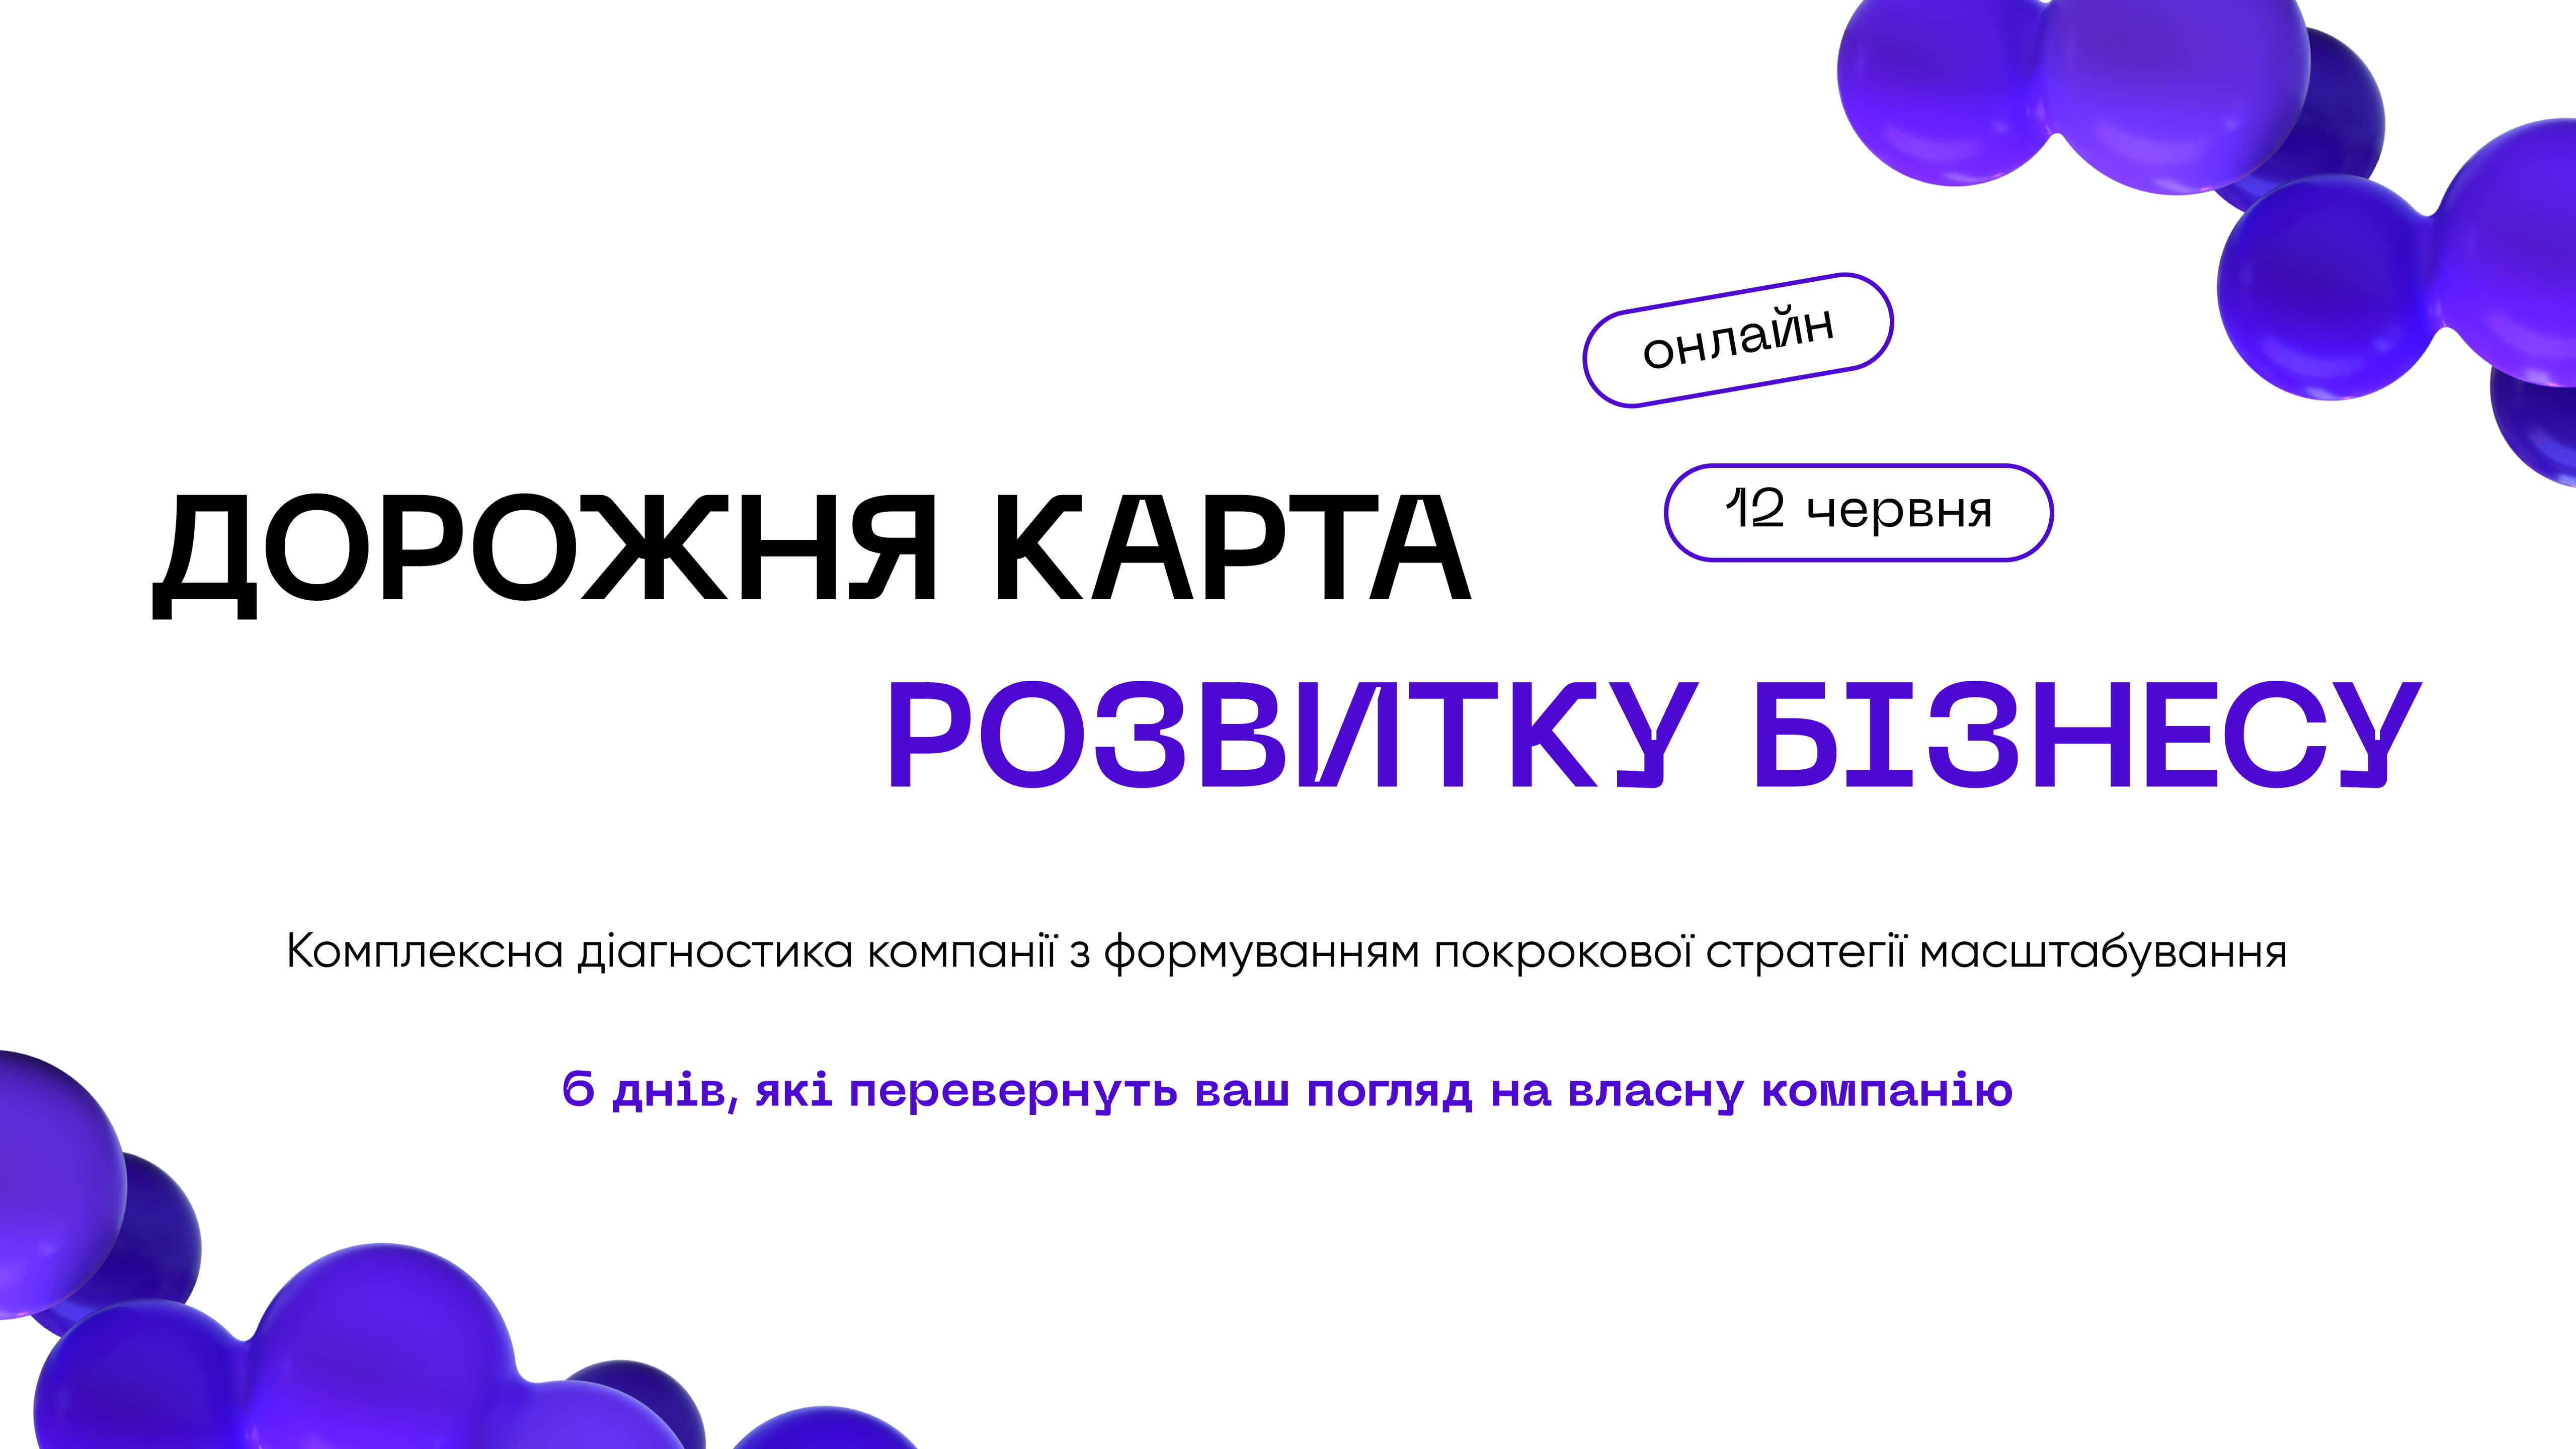 онлайн
12 червня
ДОРОЖНЯ КАРТА
РОЗВИТКУ БІЗНЕСУ
Комплексна діагностика компанії з формуванням покрокової стратегії масштабування
6 днів, які перевернуть ваш погляд на власну компанію